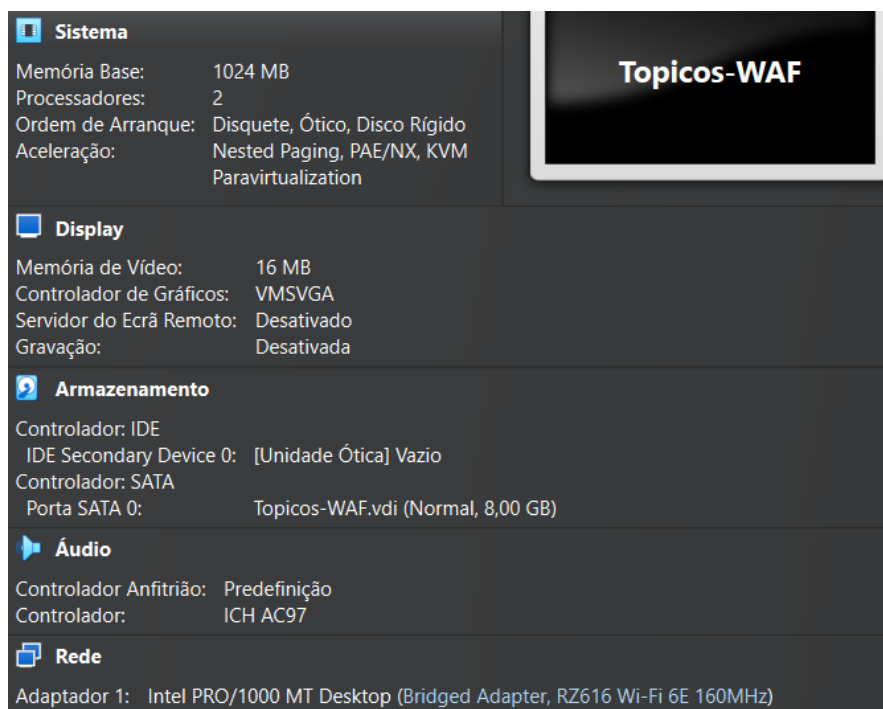 Sistema
Topicos-WAF
Memória Base: 1024 MB
Processadores: 2
Ordem de Arranque: Disquete, Ótico, Disco Rígido
Aceleração: Nested Paging, PAE/NX, KVM
Paravirtualization
Display
Memória de Vídeo: 16 MB
Controlador de Gráficos: VMSVGA
Servidor do Ecrã Remoto: Desativado
Gravação: Desativada
Armazenamento
Controlador: IDE
IDE Secondary Device 0: [Unidade Ótica] Vazio
Controlador: SATA
Porta SATA 0: Topicos-WAF.vdi (Normal, 8,00 GB)
Áudio
Controlador Anfitrião: Predefinição
Controlador: ICH AC97
Rede
Adaptador 1: Intel PRO/1000 MT Desktop (Bridged Adapter, RZ616 Wi-Fi 6E 160MHz)